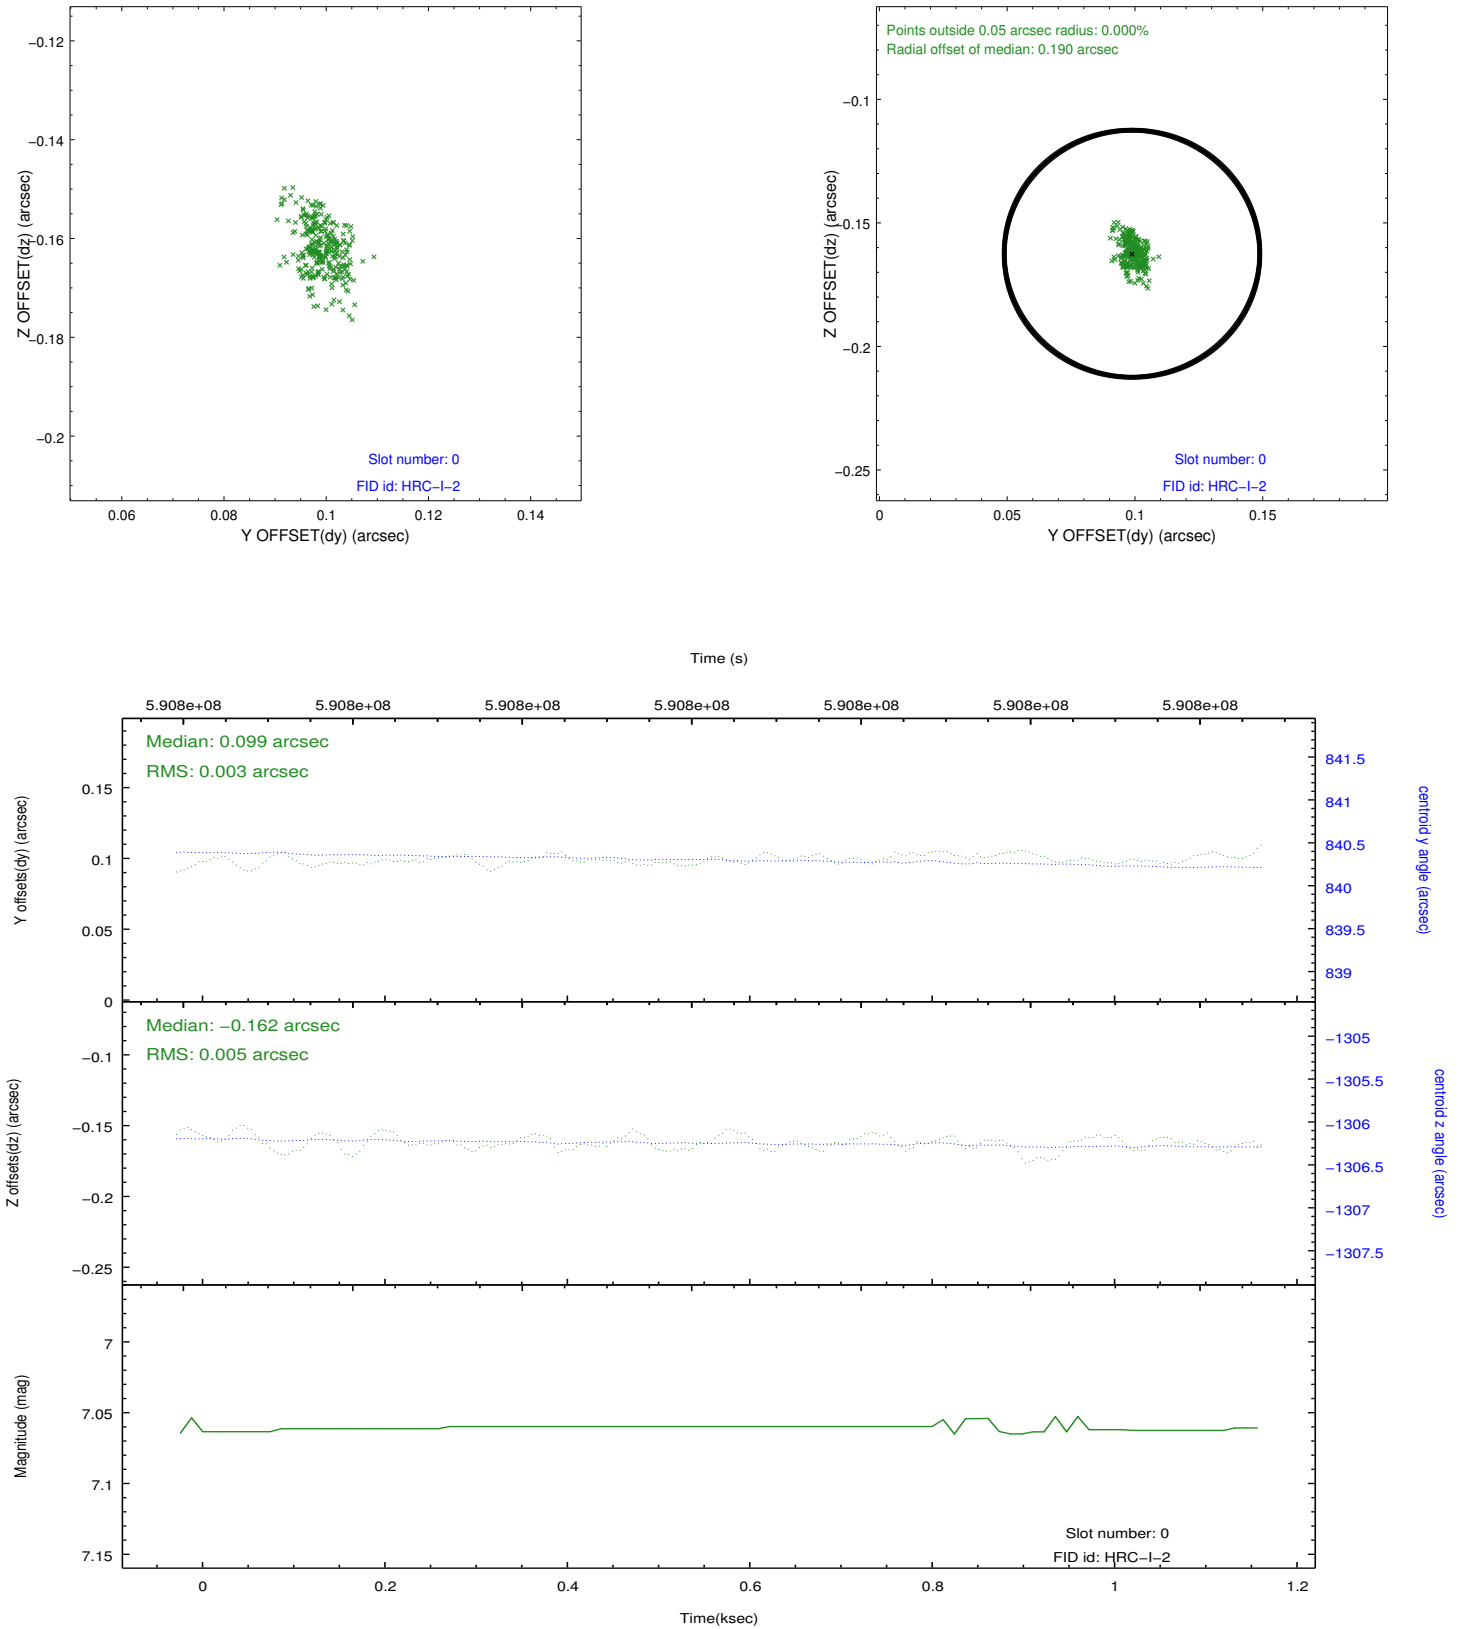 −0.12
−0.14
−0.16
−0.18
−0.2
Z OFFSET(dz) (arcsec)
Slot number: 0
FID id: HRC−I−2
0.06 0.08 0.1 0.12 0.14
Y OFFSET(dy) (arcsec)
Points outside 0.05 arcsec radius: 0.000%
Radial offset of median: 0.190 arcsec
−0.1
−0.15
−0.2
−0.25
Z OFFSET(dz) (arcsec)
Slot number: 0
FID id: HRC−I−2
0 0.05 0.1 0.15
Y OFFSET(dy) (arcsec)
Time (s)
5.908e+08 5.908e+08 5.908e+08 5.908e+08 5.908e+08 5.908e+08 5.908e+08
Median: 0.099 arcsec
RMS: 0.003 arcsec
0.15
0.1
0.05
0
Y offsets(dy) (arcsec)
841.5
841
840.5
840
839.5
839
centroid y angle (arcsec)
Median: −0.162 arcsec
RMS: 0.005 arcsec
−0.1
−0.15
−0.2
−0.25
Z offsets(dz) (arcsec)
−1305
−1305.5
−1306
−1306.5
−1307
−1307.5
centroid z angle (arcsec)
7
7.05
7.1
7.15
Magnitude (mag)
Slot number: 0
FID id: HRC−I−2
0 0.2 0.4 0.6 0.8 1 1.2
Time(ksec)